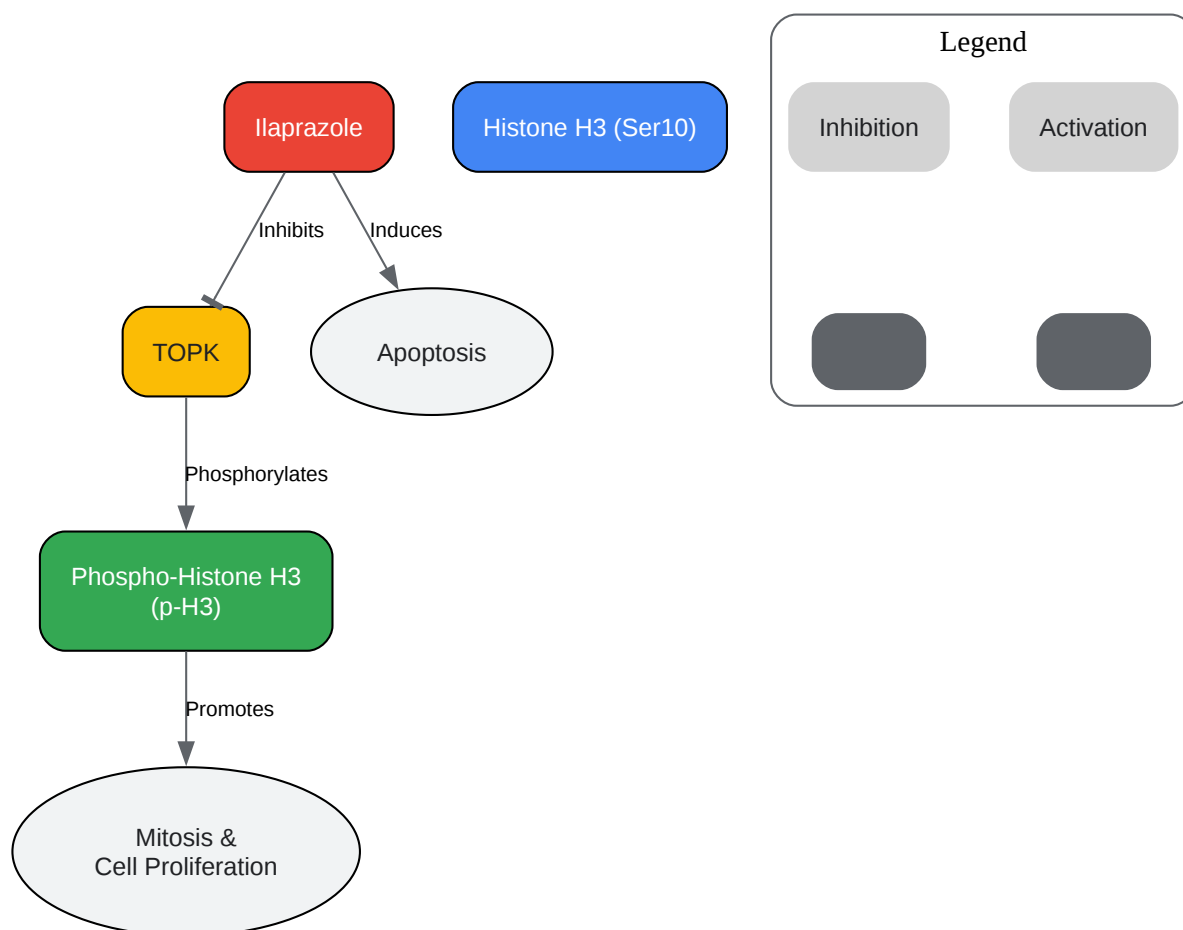 Legend
Ilaprazole
Histone H3 (Ser10)
Inhibition
Activation
Inhibits
Induces
TOPK
Apoptosis
Phosphorylates
Phospho-Histone H3
(p-H3)
Promotes
Mitosis &
Cell Proliferation